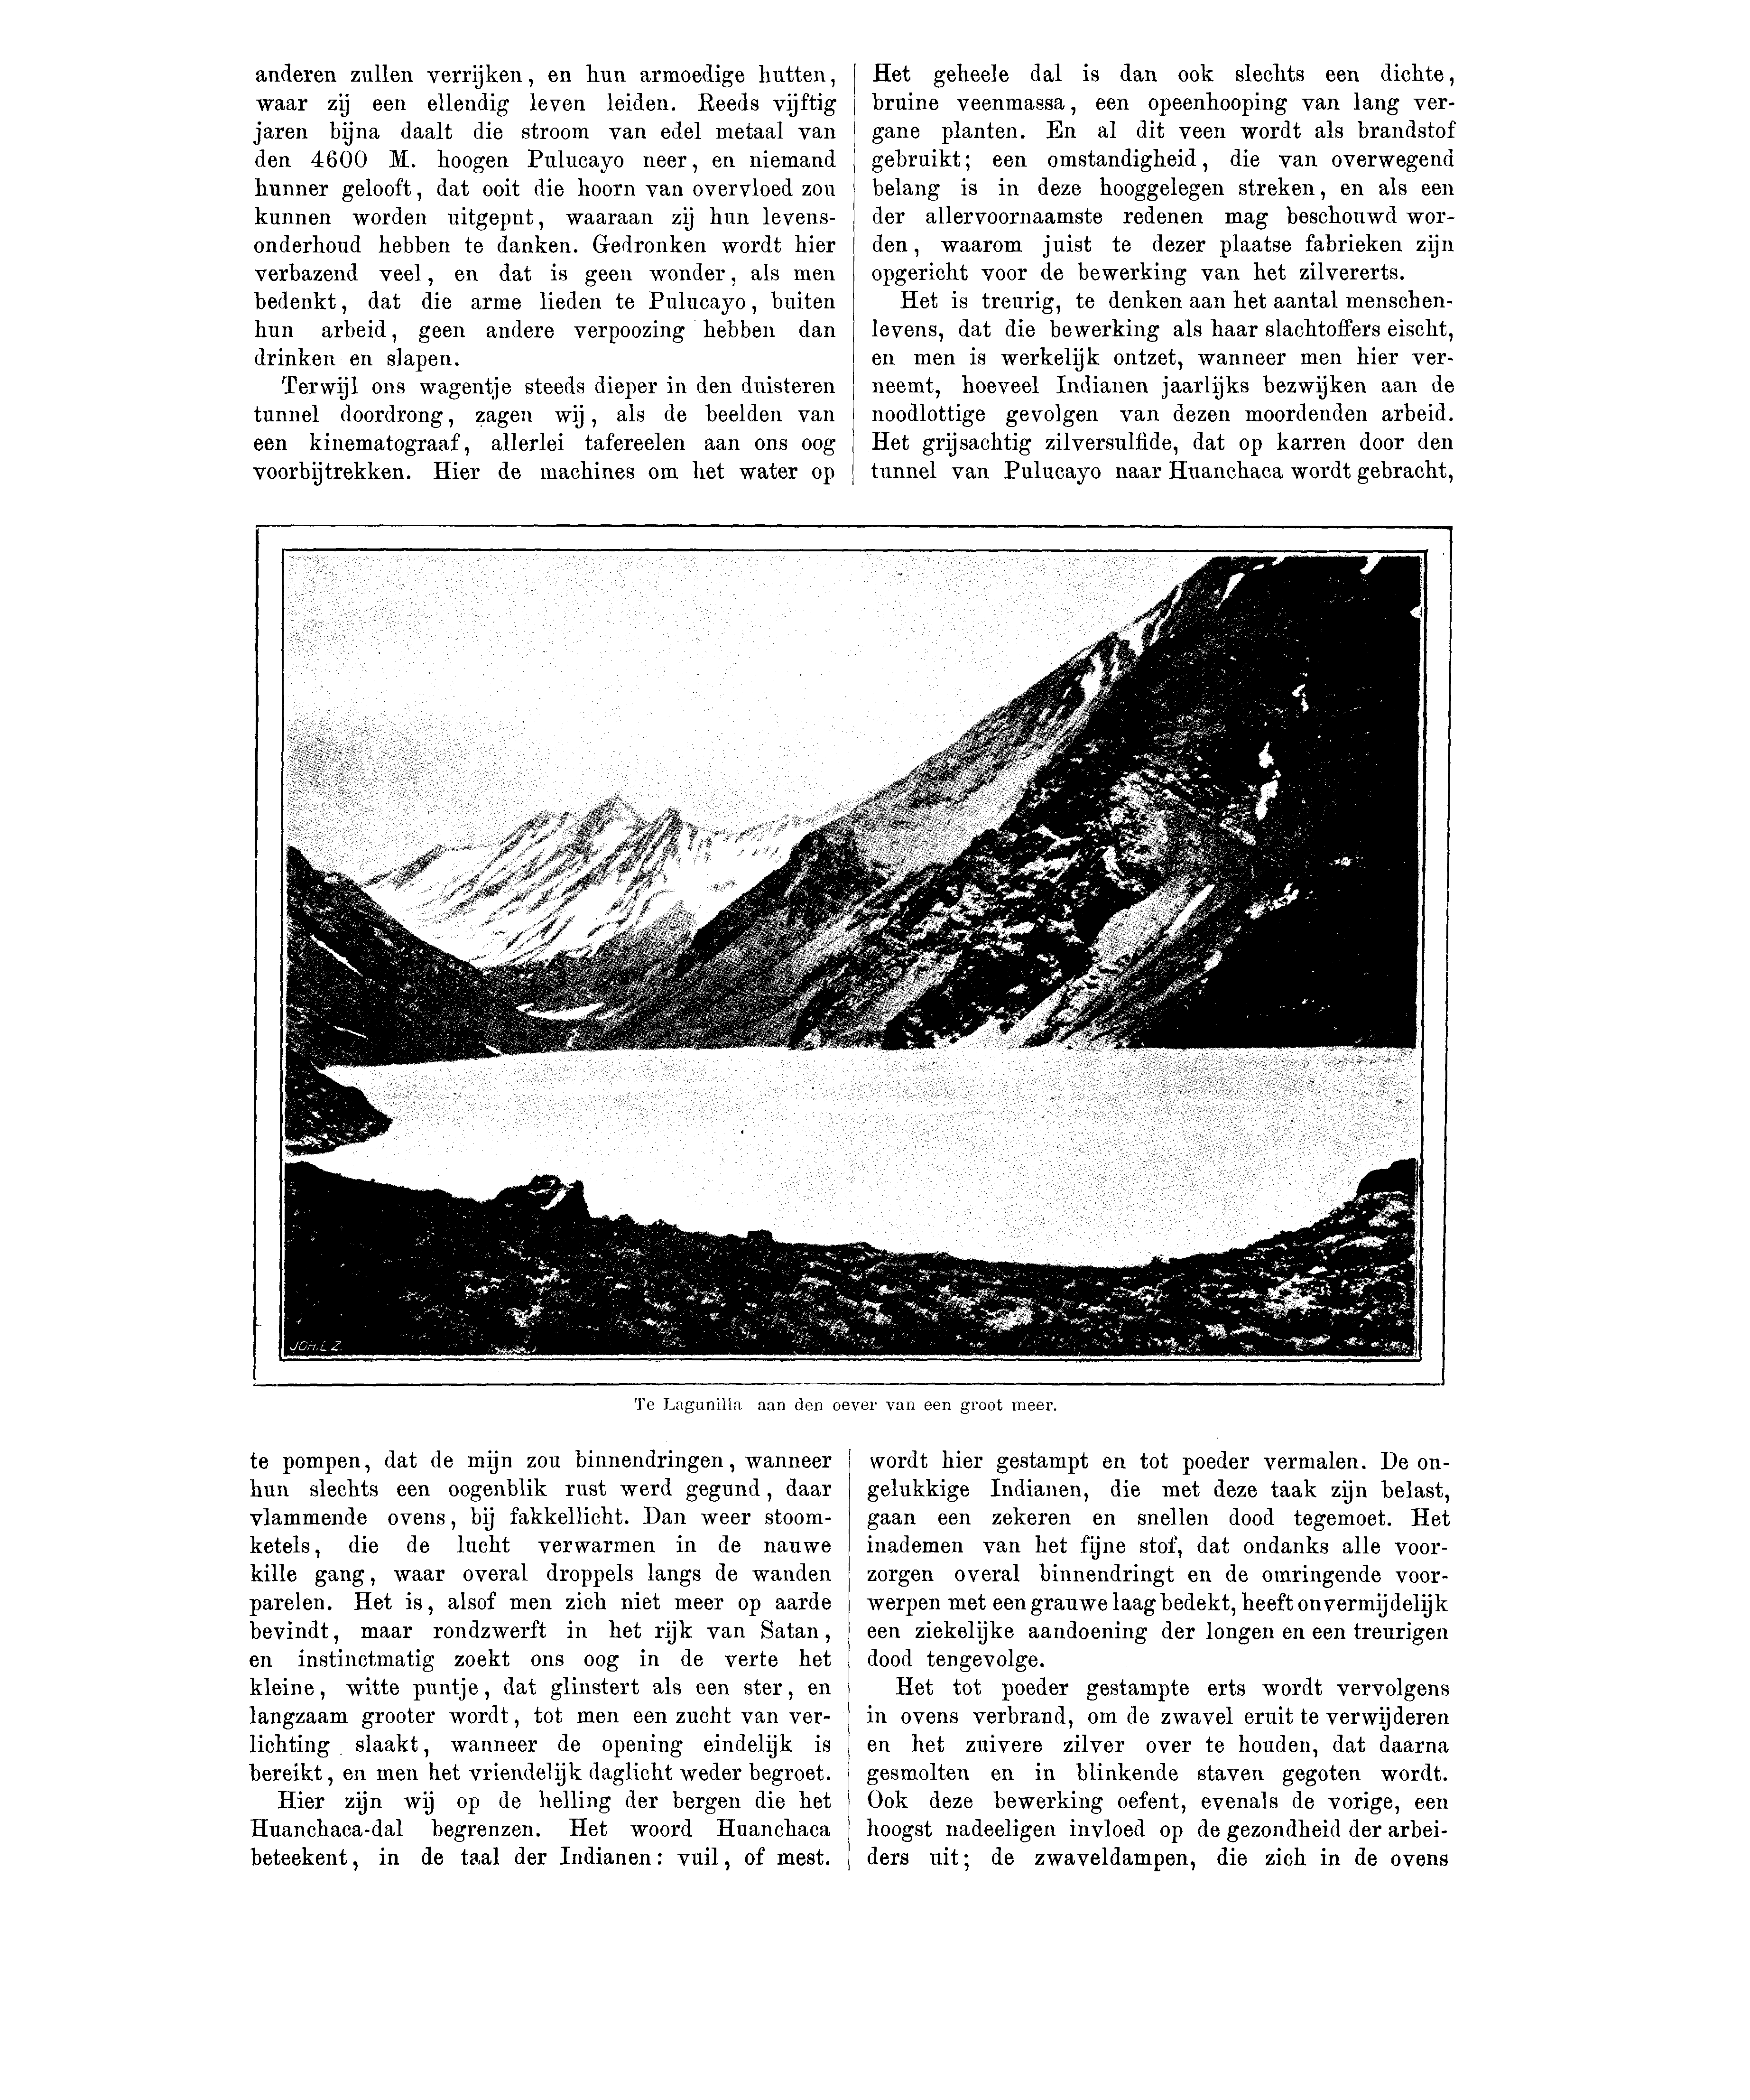 anderen zullen verrijken, en hun armoedige hutten,
waar zij een ellendig leven leiden. Reeds vijftig
jaren bijna daalt die stroom van edel metaal van
den 4600 M. hoogen Pulucayo neer, en niemand
hunner gelooft, dat ooit die hoorn van overvloed zou
kunnen worden uitgeput, waaraan zij hun levens-
onderhoud hebben te danken. Gedronken wordt hier
verbazend veel, en dat is geen wonder, als men
bedenkt, dat die arme lieden te Pulucayo, buiten
hun arbeid, geen andere verpoozing hebben dan
drinken en slapen.
Terwijl ons wagentje steeds dieper in den duisteren
tunnel doordrong, zagen wij, als de beelden van
een kinematograaf, allerlei tafereelen aan ons oog
voorbijtrekken. Hier de machines om het water op
te pompen, dat de mijn zou binnendringen, wanneer
hun slechts een oogenblik rust werd gegund, daar
vlammende ovens, bij fakkellicht. Dan weer stoom-
ketels, die de lucht verwarmen in de nauwe
kille gang, waar overal droppels langs de wanden
parelen. Het is, alsof men zich niet meer op aarde
bevindt, maar rondzwerft in het rijk van Satan,
en instinctmatig zoekt ons oog in de verte het
kleine, witte puntje, dat glinstert als een ster, en
langzaam grooter wordt, tot men een zucht van ver-
lichting slaakt, wanneer de opening eindelijk is
bereikt, en men het vriendelijk daglicht weder begroet.
Hier zijn wij op de helling der bergen die het
Huanchaca-dal begrenzen. Het woord Huanchaca
beteekent, in de taal der Indianen: vuil, of mest.
Het geheele dal is dan ook slechts een dichte,
bruine veenmassa, een opeenhooping van lang ver-
gane planten. En al dit veen wordt als brandstof
gebruikt; een omstandigheid, die van overwegend
belang is in deze hooggelegen streken, en als een
der allervoornaamste redenen mag beschouwd wor-
den, waarom juist te dezer plaatse fabrieken zijn
opgericht voor de bewerking van het zilvererts.
Het is treurig, te denken aan het aantal menschen-
levens, dat die bewerking als haar slachtoffers eischt,
en men is werkelijk ontzet, wanneer men hier ver-
neemt, hoeveel Indianen jaarlijks bezwijken aan de
noodlottige gevolgen van dezen moordenden arbeid.
Het grijsachtig zilversulfide, dat op karren door den
tunnel van Pulucayo naar Huanchaca wordt gebracht,
wordt hier gestampt en tot poeder vermalen. De on-
gelukkige Indianen, die met deze taak zijn belast,
gaan een zekeren en snellen dood tegemoet. Het
inademen van het fijne stof, dat ondanks alle voor-
zorgen overal binnendringt en de omringende voor-
werpen met een grauwe laag bedekt, heeft onvermijdelijk
een ziekelijke aandoening der longen en een treurigen
dood tengevolge.
Het tot poeder gestampte erts wordt vervolgens
in ovens verbrand, om de zwavel eruit te verwijderen
en het zuivere zilver over te houden, dat daarna
gesmolten en in blinkende staven gegoten wordt.
Ook deze bewerking oefent, evenals de vorige, een
hoogst nadeeligen invloed op de gezondheid der arbei-
ders uit; de zwaveldampen, die zich in de ovens
JOH.L.Z.
Te Lagunilla aan den oever van een groot meer.